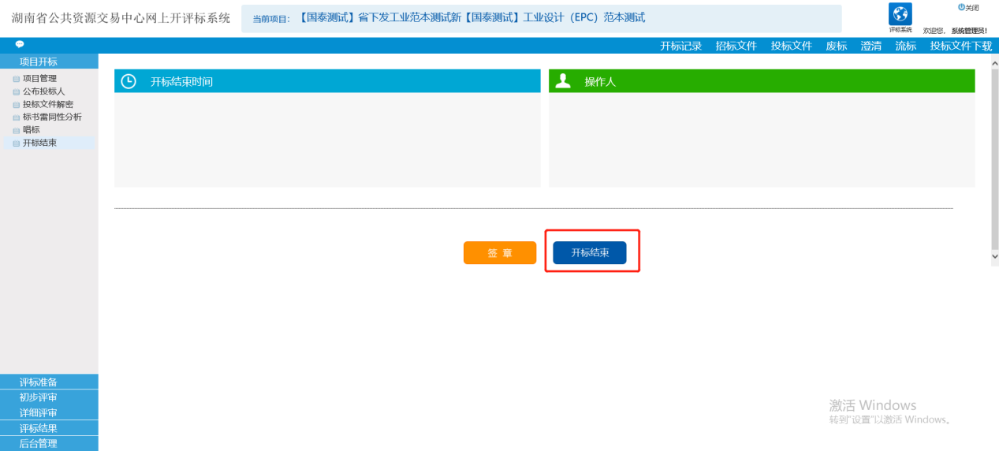 湖南省公共资源交易中心网上开评标系统
当前项目: 【国泰测试】省下发工业范本测试新【国泰测试】工业设计（EPC）范本测试
关闭
评标系统
欢迎您, 系统管理员!
开标记录 招标文件 投标文件 废标 澄清 流标 投标文件下载
项目开标
项目管理
公布投标人
投标文件解密
标书雷同性分析
唱标
开标结束
开标结束时间
操作人
签 章
开标结束
评标准备
初步评审
详细评审
评标结果
后台管理
激活 Windows
转到"设置"以激活 Windows。